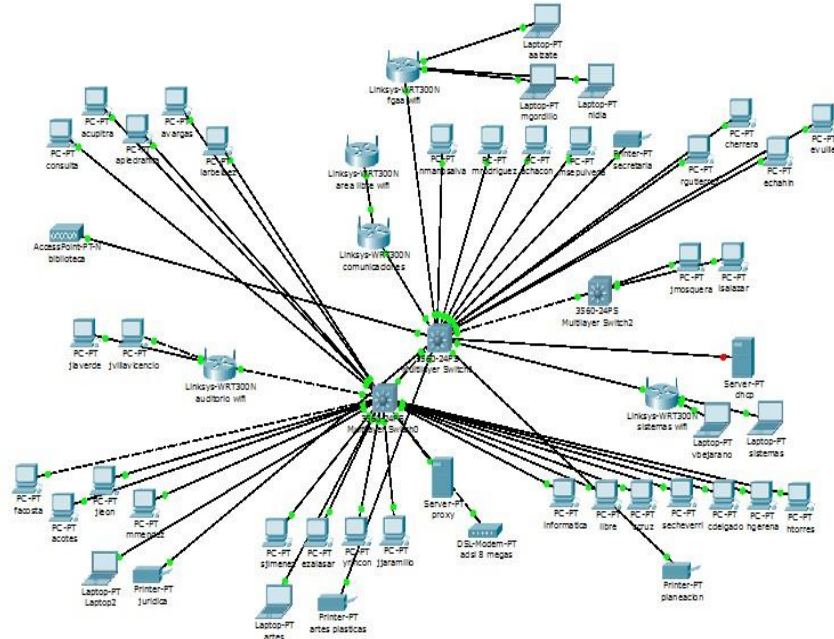 Laptop-PT
aalzate
Linksys-WRT300N
fgaa wifi
Laptop-PT
mgordillo
Laptop-PT
nidia
PC-PT
acupitra
PC-PT
avargas
PC-PT
consulta
PC-PT
apiedrahita
PC-PT
larbelaez
Linksys-WRT300N
area libre wifi
PC-PT
nmanosalva
PC-PT
mrodriguez
PC-PT
achacon
PC-PT
msepulveda
Printer-PT
secretaria
PC-PT
cherrera
PC-PT
PC-PT
echahin
AccessPoint-PT-N
biblioteca
Linksys-WRT300N
comunicaciones
PC-PT
jmosquera
PC-PT
lsalazar
3560-24PS
Multilayer Switch2
3560-24PS
PC-PT
jlaverde
PC-PT
jvillavicencio
Linksys-WRT300N
auditorio wifi
3560-24PS
Multilayer Switch0
Server-PT
dhcp
Linksys-WRT300N
sistemas wifi
Laptop-PT
vbejarano
Laptop-PT
sistemas
PC-PT
facosta
PC-PT
acotes
PC-PT
jleon
PC-PT
mmendez
Laptop-PT
Laptop2
Printer-PT
juridica
PC-PT
sjimenez
PC-PT
ezalasar
PC-PT
yrincon
PC-PT
jjaramillo
Laptop-PT
artes
Printer-PT
artes plasticas
Server-PT
proxy
DSL-Modem-PT
adsl 8 megas
PC-PT
informatica
PC-PT
libre
PC-PT
PC-PT
secheverri
PC-PT
cdelgado
PC-PT
hgerena
PC-PT
htorres
Printer-PT
planeacion